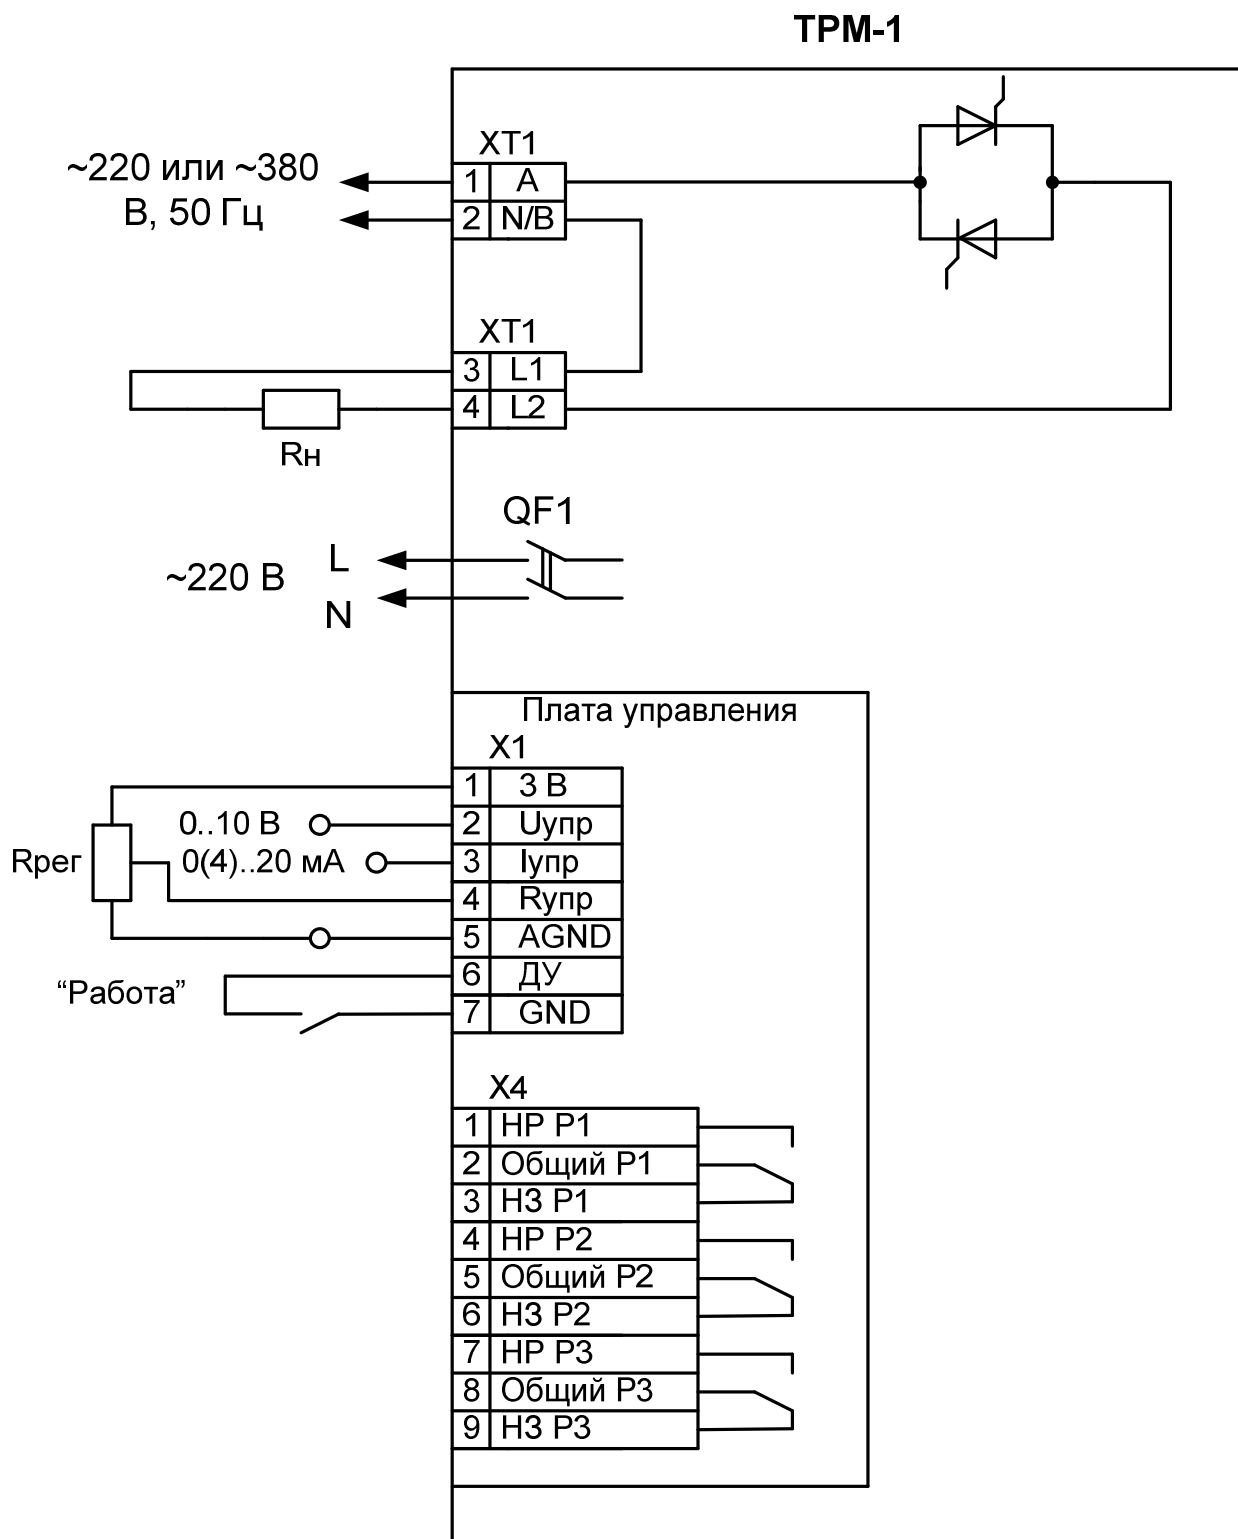 ТРМ-1
XT1
~220 или ~380
В, 50 Гц
1 A
2 N/B
XT1
3 L1
4 L2
Rн
QF1
~220 В
L
N
Плата управления
X1
1 3 В
0..10 В 2 Uупр
Rрег 0(4)..20 мА 3 Iупр
4 Rупр
5 AGND
“Работа” 6 ДУ
7 GND
X4
1 НР Р1
2 Общий Р1
3 НЗ Р1
4 НР Р2
5 Общий Р2
6 НЗ Р2
7 НР Р3
8 Общий Р3
9 НЗ Р3